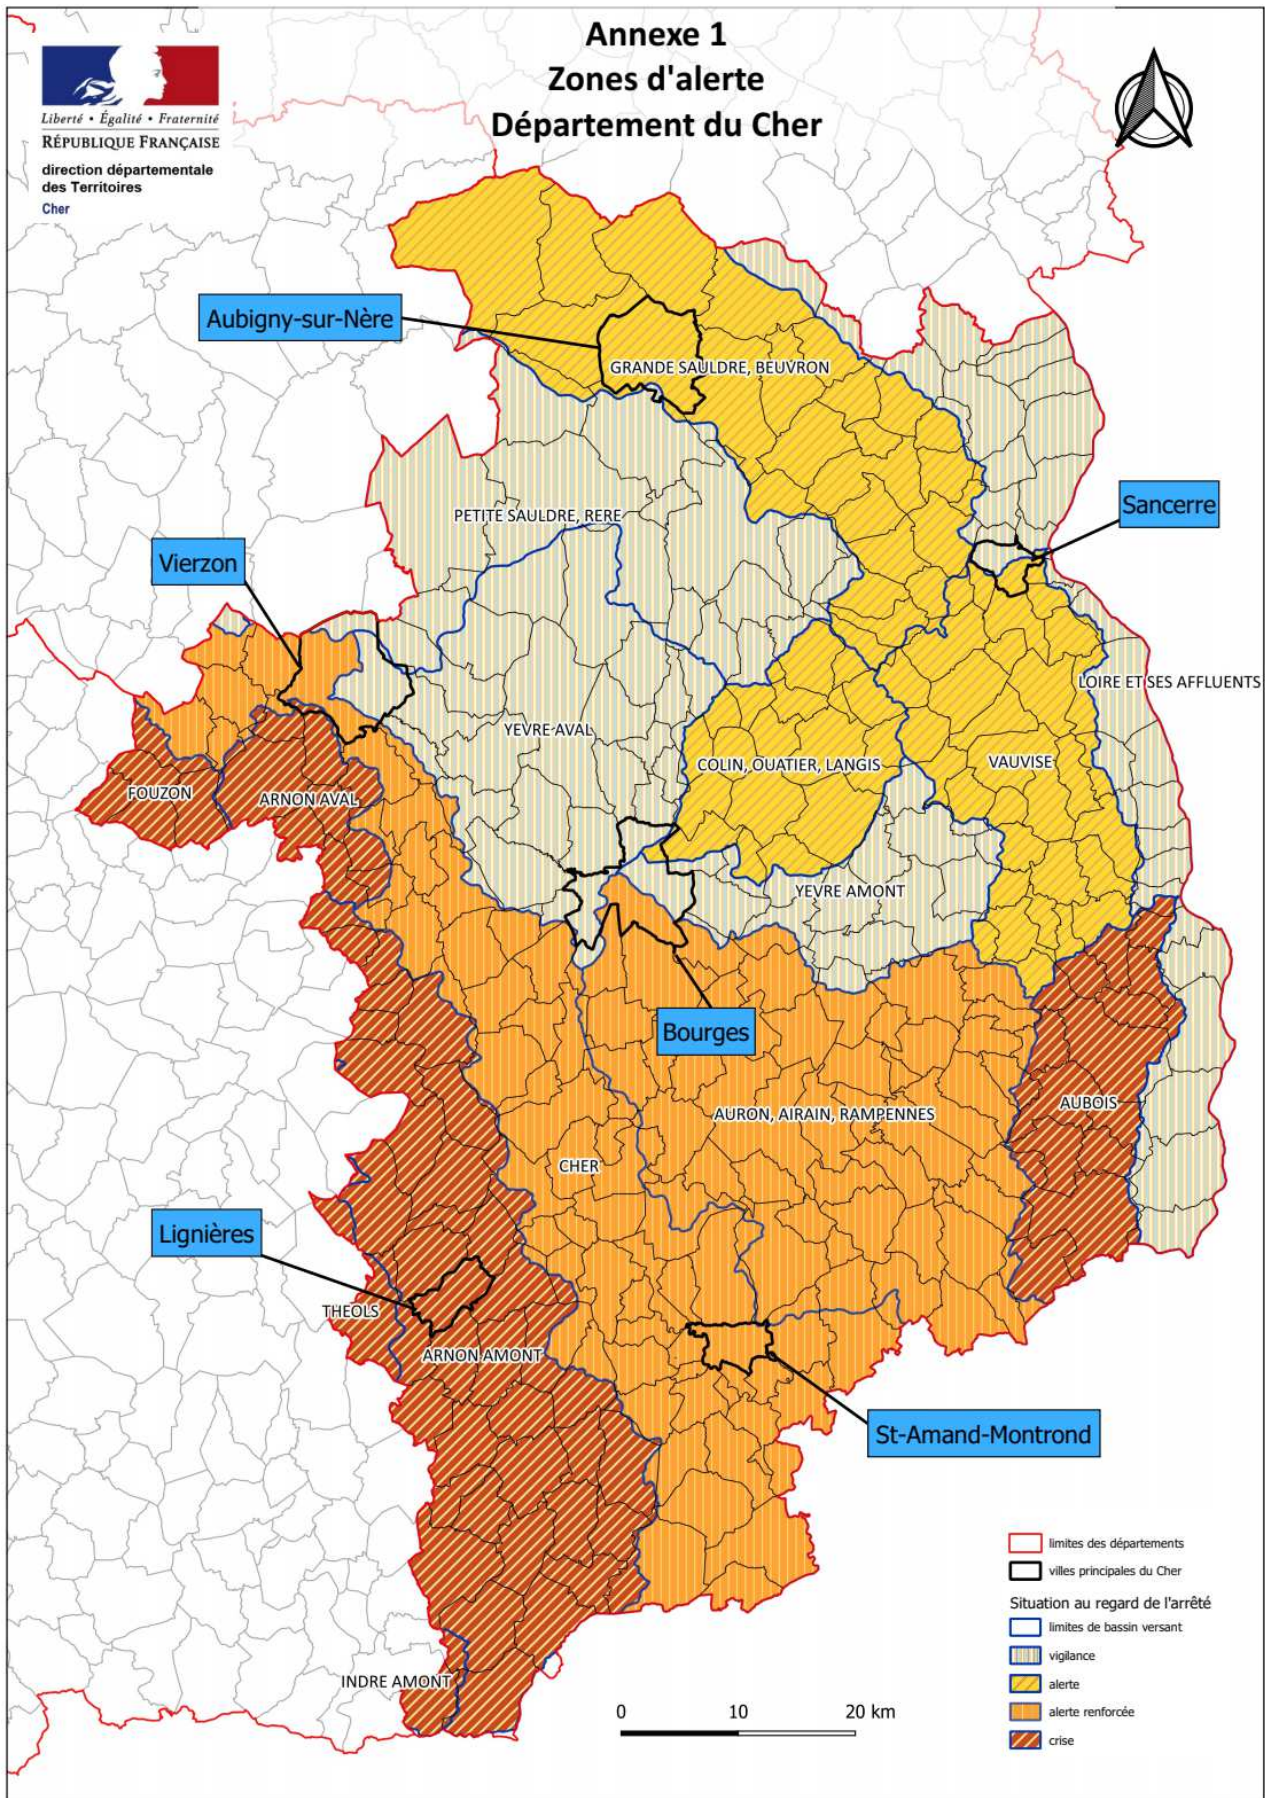 Annexe 1
Zones d'alerte
Département du Cher
Liberté • Égalité • Fraternité
RÉPUBLIQUE FRANÇAISE
direction départementale
des Territoires
Cher
Aubigny-sur-Nère
GRANDE SAULDRE, BEUVRON
Sancerre
PETITE SAULDRE, RERE
Vierzon
LOIRE ET SES AFFLUENTS
YEVRE AVAL
COLIN, OUATIER, LANGIS
VAUVISE
FOUZON
ARNON AVAL
YEVRE AMONT
Bourges
AUBOIS
AURON, AIRAIN, RAMPENNES
CHER
Lignières
THEOLS
ARNON AMONT
St-Amand-Montrond
INDRE AMONT
0 10 20 km
limites des départements
villes principales du Cher
Situation au regard de l'arrêté
limites de bassin versant
vigilance
alerte
alerte renforcée
crise